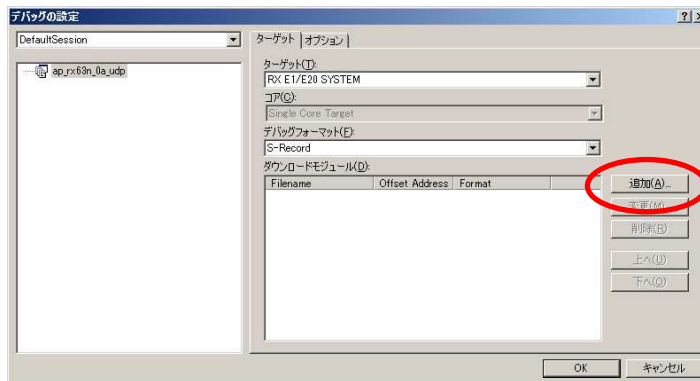 デバッグの設定
DefaultSession
ap_rx63n_0a_udp
ターゲット オプション
ターゲット(T):
RX E1/E20 SYSTEM
コア(C):
Single Core Target
デバッグフォーマット(F):
S-Record
ダウンロードモジュール(D):
Filename Offset Address Format
追加(A)...
変更(M)...
削除(R)
上へ(U)
下へ(O)
OK キャンセル